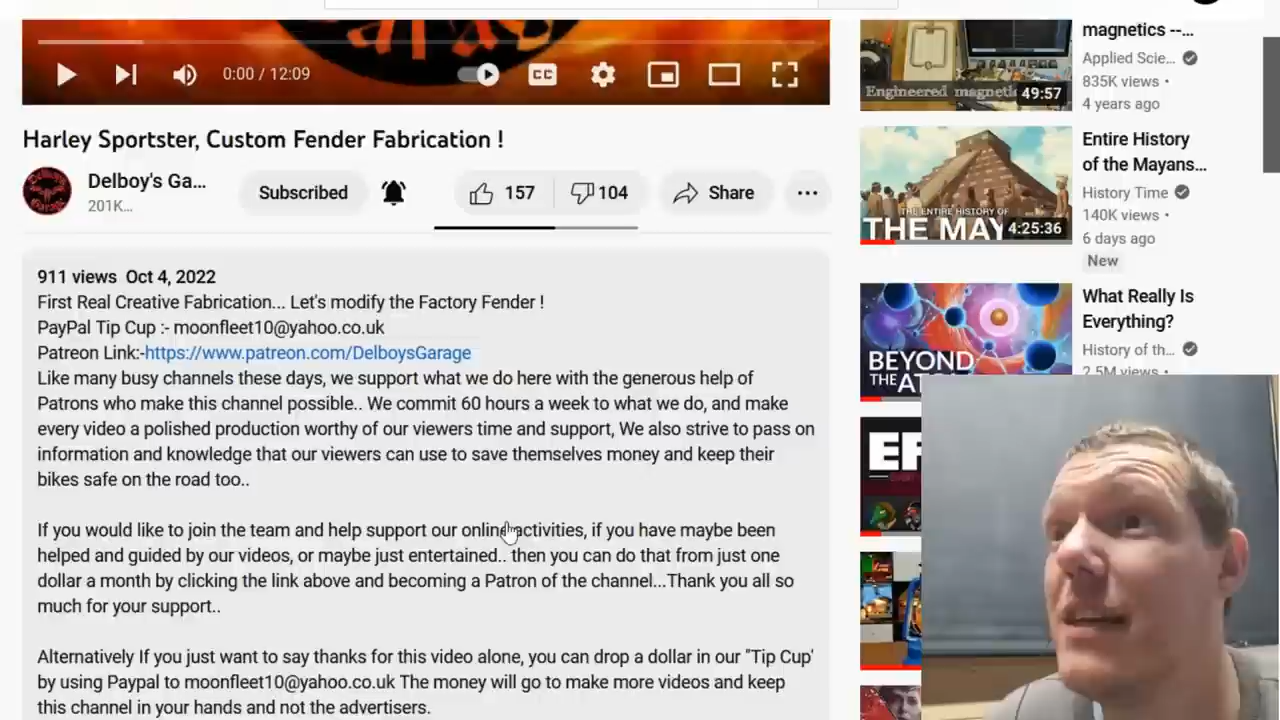 0:00 / 12:09
CC
Harley Sportster, Custom Fender Fabrication !
Delboy's Ga...
201K...
Subscribed
157
104
Share
911 views Oct 4, 2022
First Real Creative Fabrication... Let's modify the Factory Fender !
PayPal Tip Cup :- moonfleet10@yahoo.co.uk
Patreon Link:-https://www.patreon.com/DelboysGarage
Like many busy channels these days, we support what we do here with the generous help of
Patrons who make this channel possible.. We commit 60 hours a week to what we do, and make
every video a polished production worthy of our viewers time and support, We also strive to pass on
information and knowledge that our viewers can use to save themselves money and keep their
bikes safe on the road too..
If you would like to join the team and help support our online activities, if you have maybe been
helped and guided by our videos, or maybe just entertained.. then you can do that from just one
dollar a month by clicking the link above and becoming a Patron of the channel...Thank you all so
much for your support..
Alternatively If you just want to say thanks for this video alone, you can drop a dollar in our "Tip Cup'
by using Paypal to moonfleet10@yahoo.co.uk The money will go to make more videos and keep
this channel in your hands and not the advertisers.
Engineered magnetic
49:57
magnetics --...
Applied Scie...
835K views •
4 years ago
THE ENTIRE HISTORY OF
THE MAY
4:25:36
Entire History
of the Mayans...
History Time
140K views •
6 days ago
New
BEYOND
THE AT
What Really Is
Everything?
History of th...
2.5M views •
EF